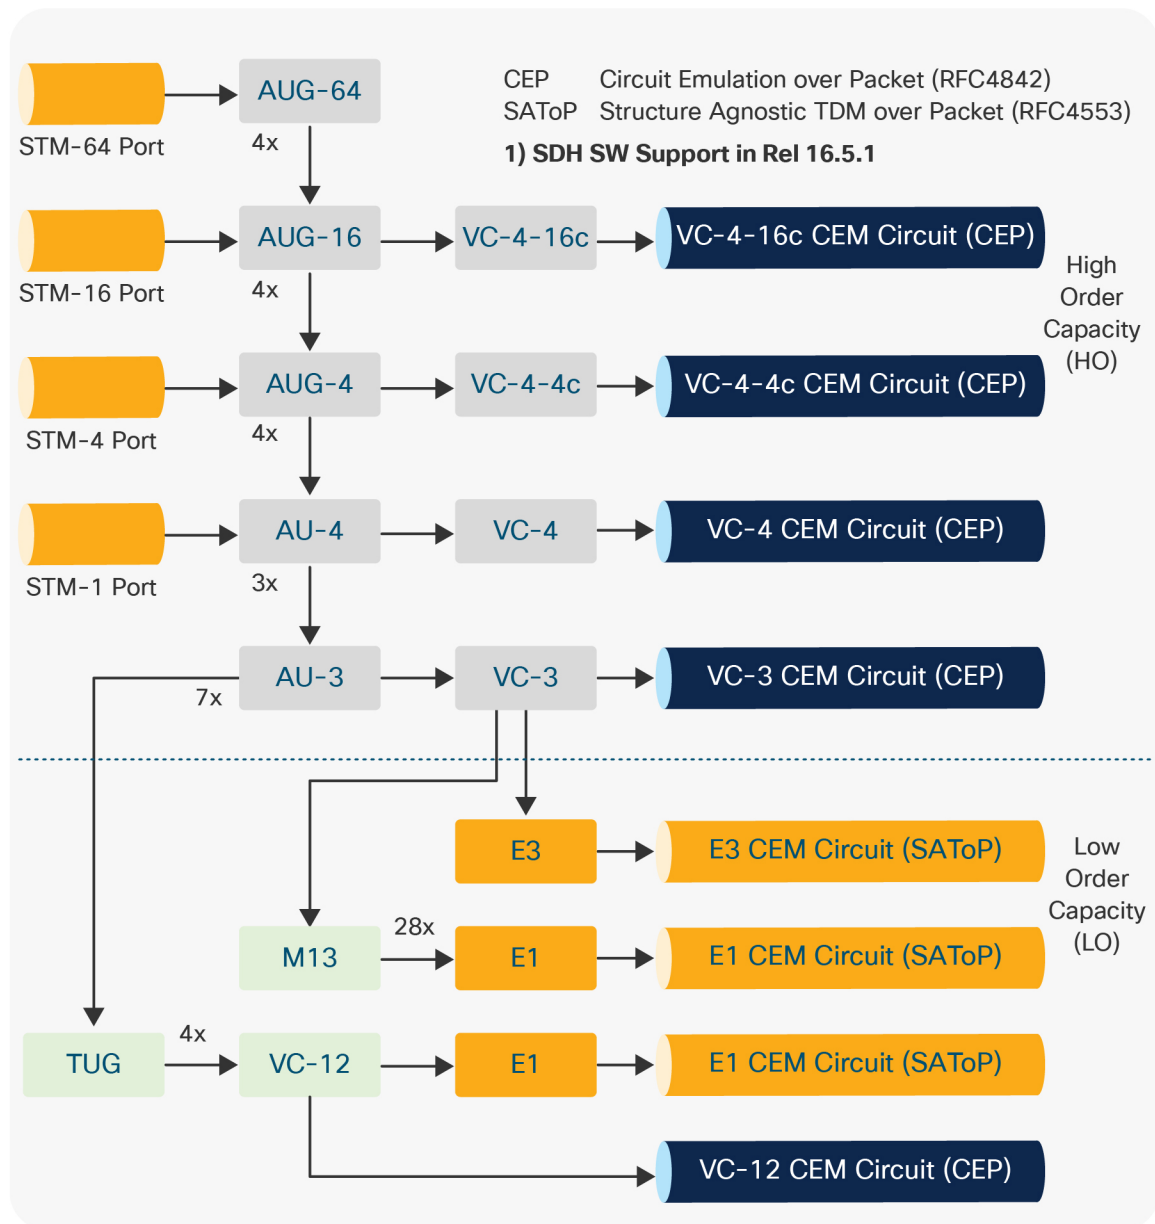 AUG-64
CEP Circuit Emulation over Packet (RFC4842)
SAToP Structure Agnostic TDM over Packet (RFC4553)
1) SDH SW Support in Rel 16.5.1
STM-64 Port
4x
AUG-16
VC-4-16c
VC-4-16c CEM Circuit (CEP)
STM-16 Port
4x
High
Order
Capacity
(HO)
AUG-4
VC-4-4c
VC-4-4c CEM Circuit (CEP)
STM-4 Port
4x
AU-4
VC-4
VC-4 CEM Circuit (CEP)
STM-1 Port
3x
AU-3
VC-3
VC-3 CEM Circuit (CEP)
7x
E3
E3 CEM Circuit (SAToP)
Low
Order
Capacity
(LO)
M13
28x
E1
E1 CEM Circuit (SAToP)
TUG
4x
VC-12
E1
E1 CEM Circuit (SAToP)
VC-12 CEM Circuit (CEP)